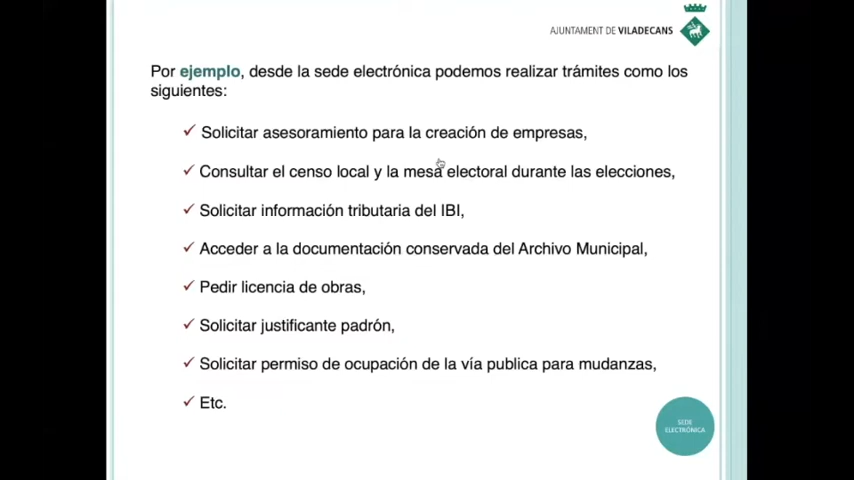 AJUNTAMENT DE VILADECANS
Por ejemplo, desde la sede electrónica podemos realizar trámites como los
siguientes:
✓ Solicitar asesoramiento para la creación de empresas,
✓ Consultar el censo local y la mesa electoral durante las elecciones,
✓ Solicitar información tributaria del IBI,
✓ Acceder a la documentación conservada del Archivo Municipal,
✓ Pedir licencia de obras,
✓ Solicitar justificante padrón,
✓ Solicitar permiso de ocupación de la vía publica para mudanzas,
✓ Etc.
SEDE
ELECTRÓNICA